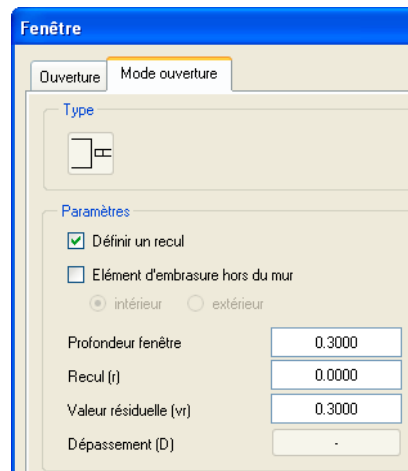 Fenêtre
Ouverture Mode ouverture
Type
Paramètres
Définir un recul
Elément d'embrasure hors du mur
intérieur extérieur
Profondeur fenêtre 0.3000
Recul (r) 0.0000
Valeur résiduelle (vr) 0.3000
Dépassement (D) -